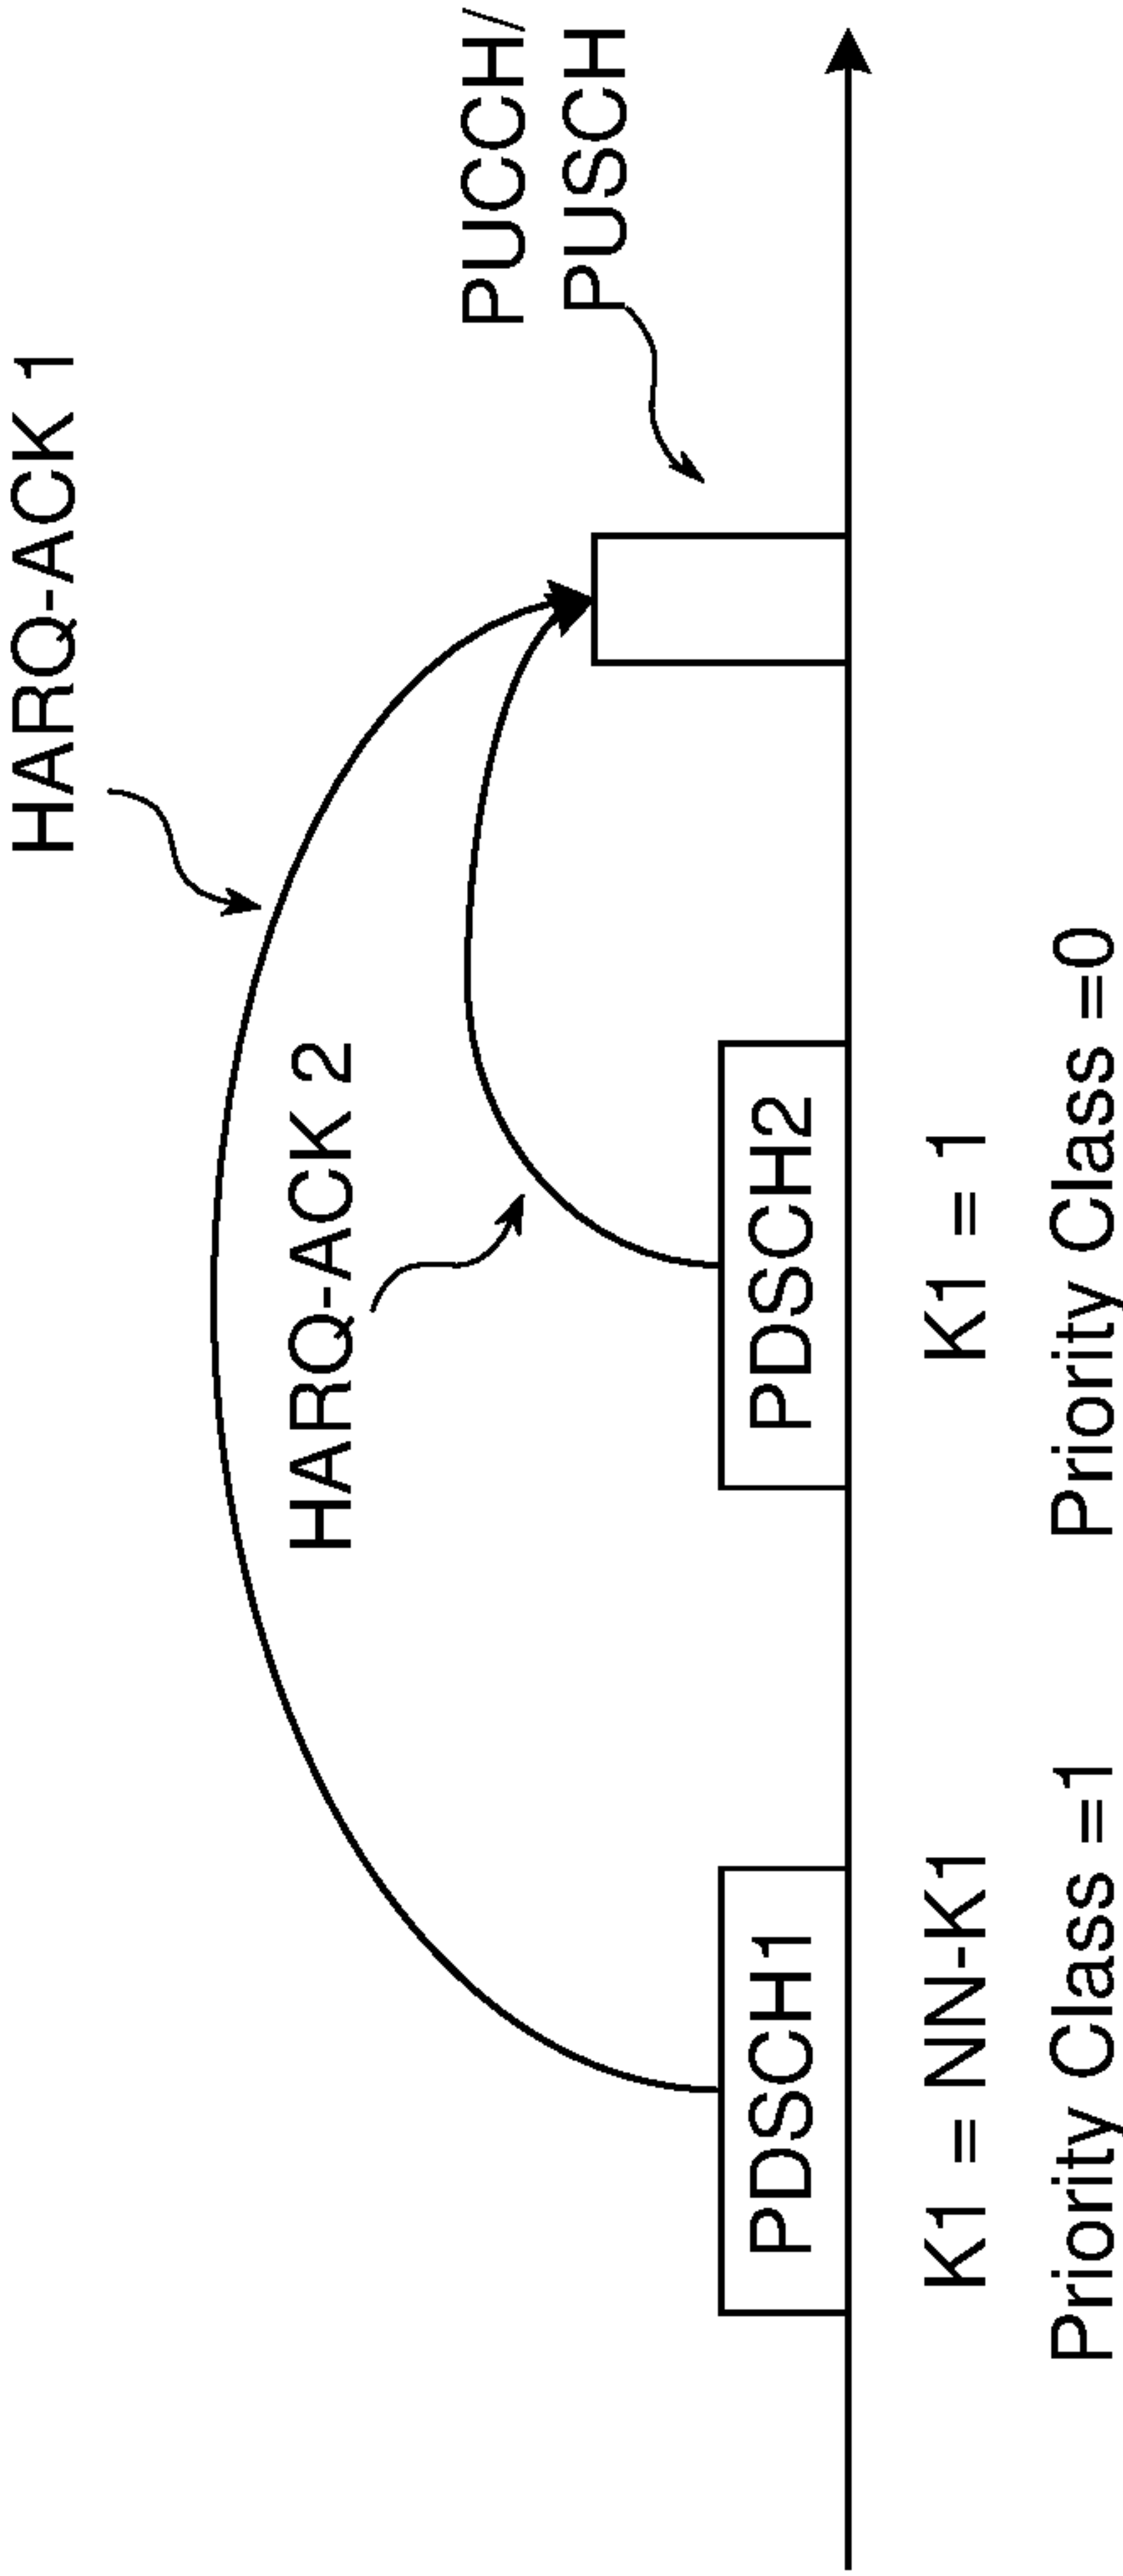 HARQ-ACK 1
HARQ-ACK 2
PUCCH/
PUSCH
PDSCH1
PDSCH2
K1 = NN-K1
K1 = 1
Priority Class =1
Priority Class =0